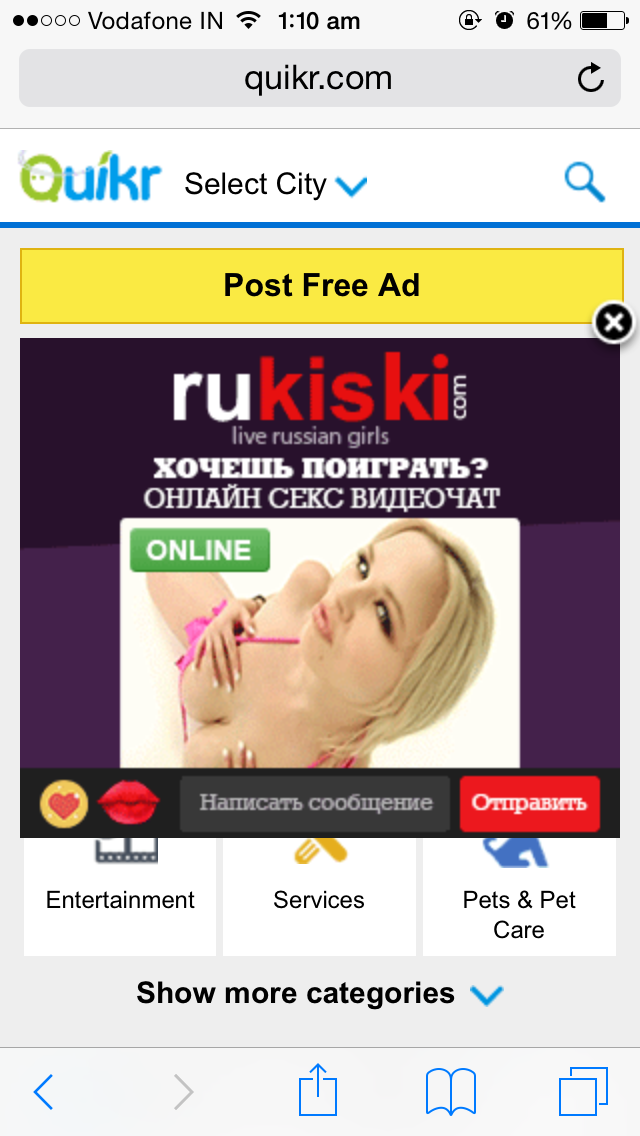 Vodafone IN 1:10 am 61%
quikr.com
Quikr Select City
Post Free Ad
rukiski.com
live russian girls
ХОЧЕШЬ ПОИГРАТЬ?
ОНЛАЙН СЕКС ВИДЕОЧАТ
ONLINE
Написать сообщение Отправить
Entertainment Services Pets & Pet
Care
Show more categories